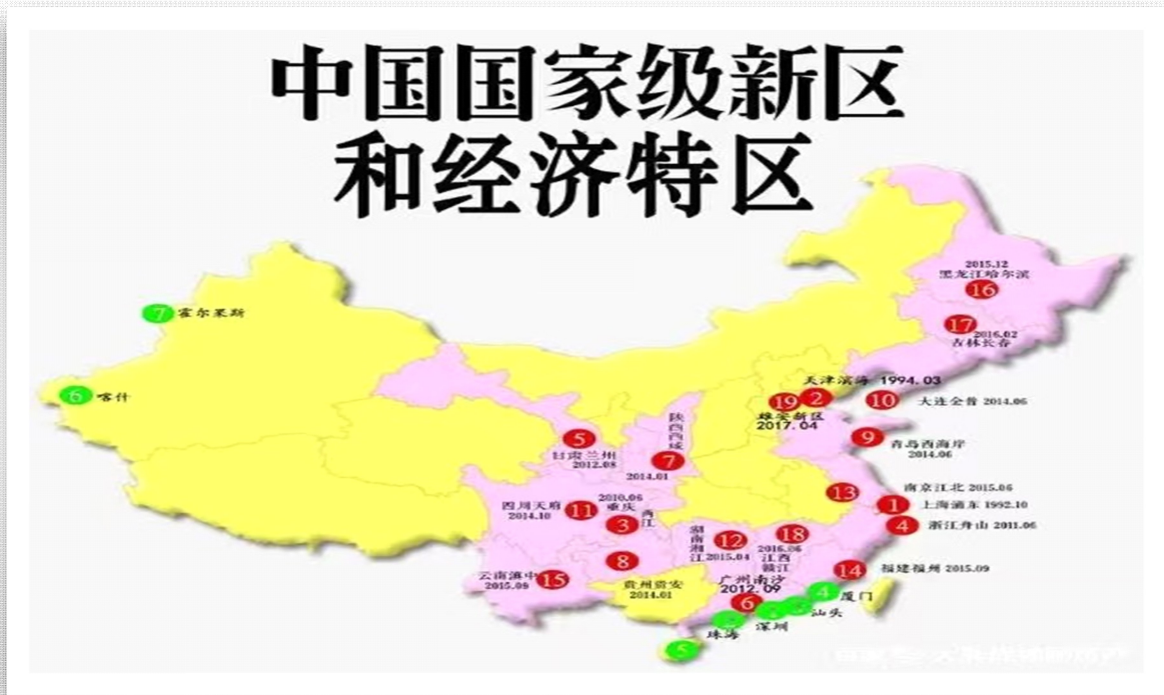 中国国家级新区
和经济特区
2015.12
黑龙江哈尔滨
16
17
2016.02
吉林长春
7
霍尔果斯
6
喀什
天津滨海 1994.03
19
2
雄安新区
2017.04
10
大连金普 2014.06
9
青岛西海岸
2014.06
陕西西咸
7
2014.01
5
甘肃兰州
2012.08
南京江北 2015.06
13
1
上海浦东 1992.10
4
浙江舟山 2011.06
2010.06
重庆
两江
3
四川天府
2014.10
11
湖南湘江
12
2015.04
18
2016.06
江西
赣江
8
贵州贵安
2014.01
云南滇中
2015.09
15
14
福建福州 2015.09
广州南沙
2012.09
6
4
厦门
汕头
深圳
珠海
5